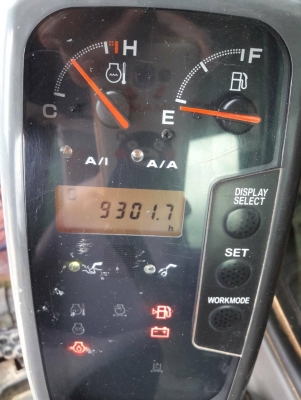 H F
C E
A/I A/A
DISPLAY
SELECT
9301.7
h
SET
WORKMODE